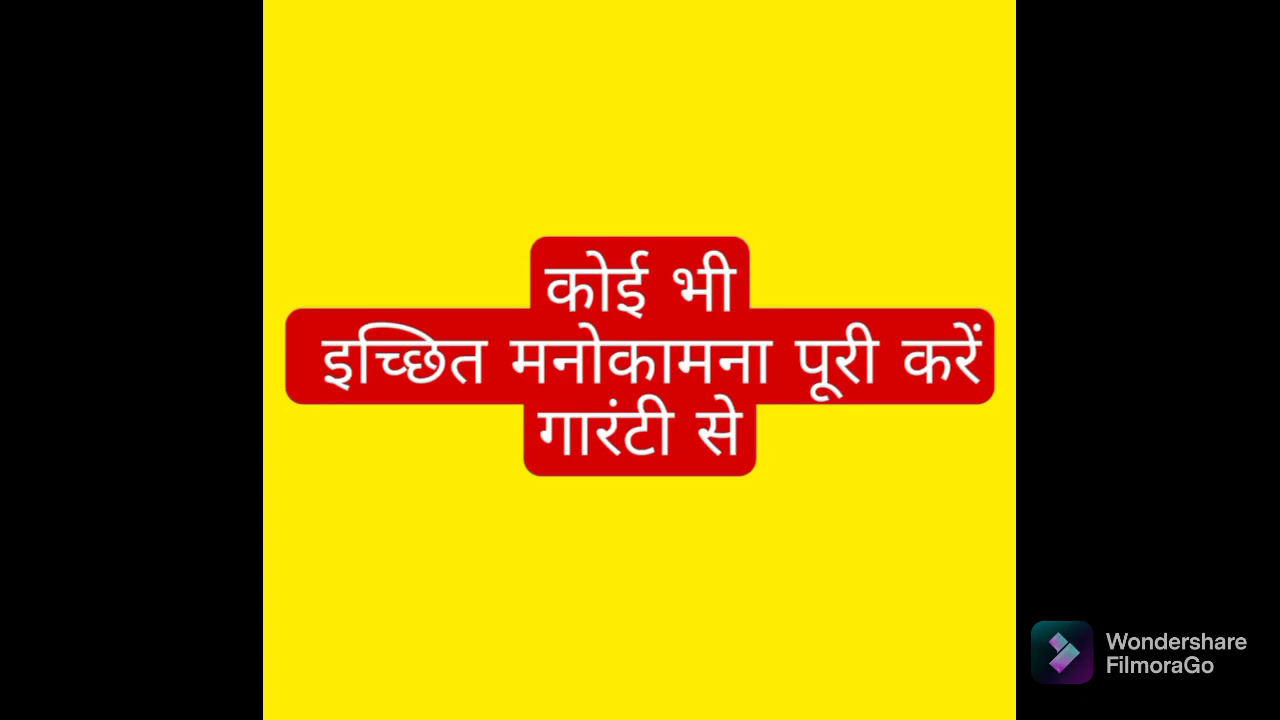 कोई भी
इच्छित मनोकामना पूरी करें
गारंटी से
Wondershare
FilmoraGo